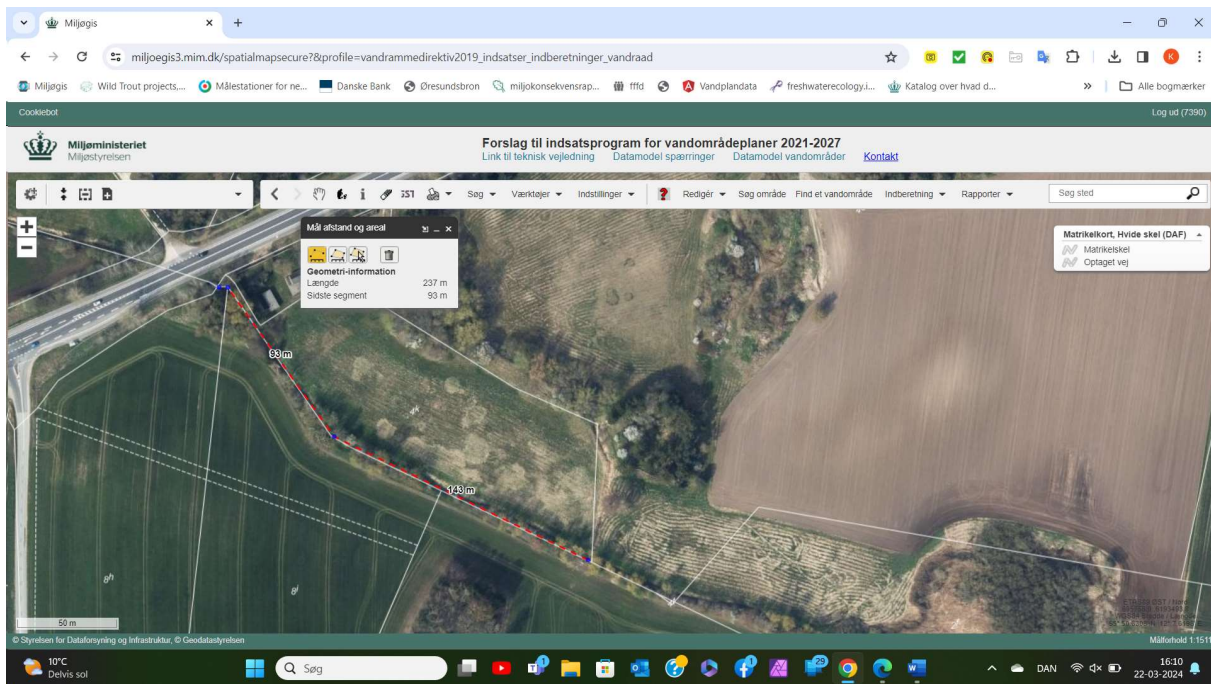 Miljøgis
miljoegis3.mim.dk/spatialmapsecure?&profile=vandrammedirektiv2019_indsatser_indberetninger_vandraad
Miljøgis
Wild Trout projects,...
Målestationer for ne...
Danske Bank
Øresundsbron
miljokonsekvensrap...
fffd
Vandplandata
freshwaterecology.i...
Katalog over hvad d...
»
Alle bogmærker
Cookiebot
Log ud (7390)
Miljøministeriet
Miljøstyrelsen
Forslag til indsatsprogram for vandområdeplaner 2021-2027
Link til teknisk vejledning Datamodel spærringer Datamodel vandområder Kontakt
Søg Værktøjer Indstillinger Redigér Søg område Find et vandområde Indberetning Rapporter
Søg sted
Mål afstand og areal
Geometri-information
Længde 237 m
Sidste segment 93 m
Matrikelkort, Hvide skel (DAF)
Matrikelskel
Optaget vej
93 m
4k
143 m
8h
8l
50 m
© Styrelsen for Dataforsyning og Infrastruktur, © Geodatastyrelsen
Målforhold 1:1511
10°C
Delvis sol
Søg
29
DAN
16:10
22-03-2024